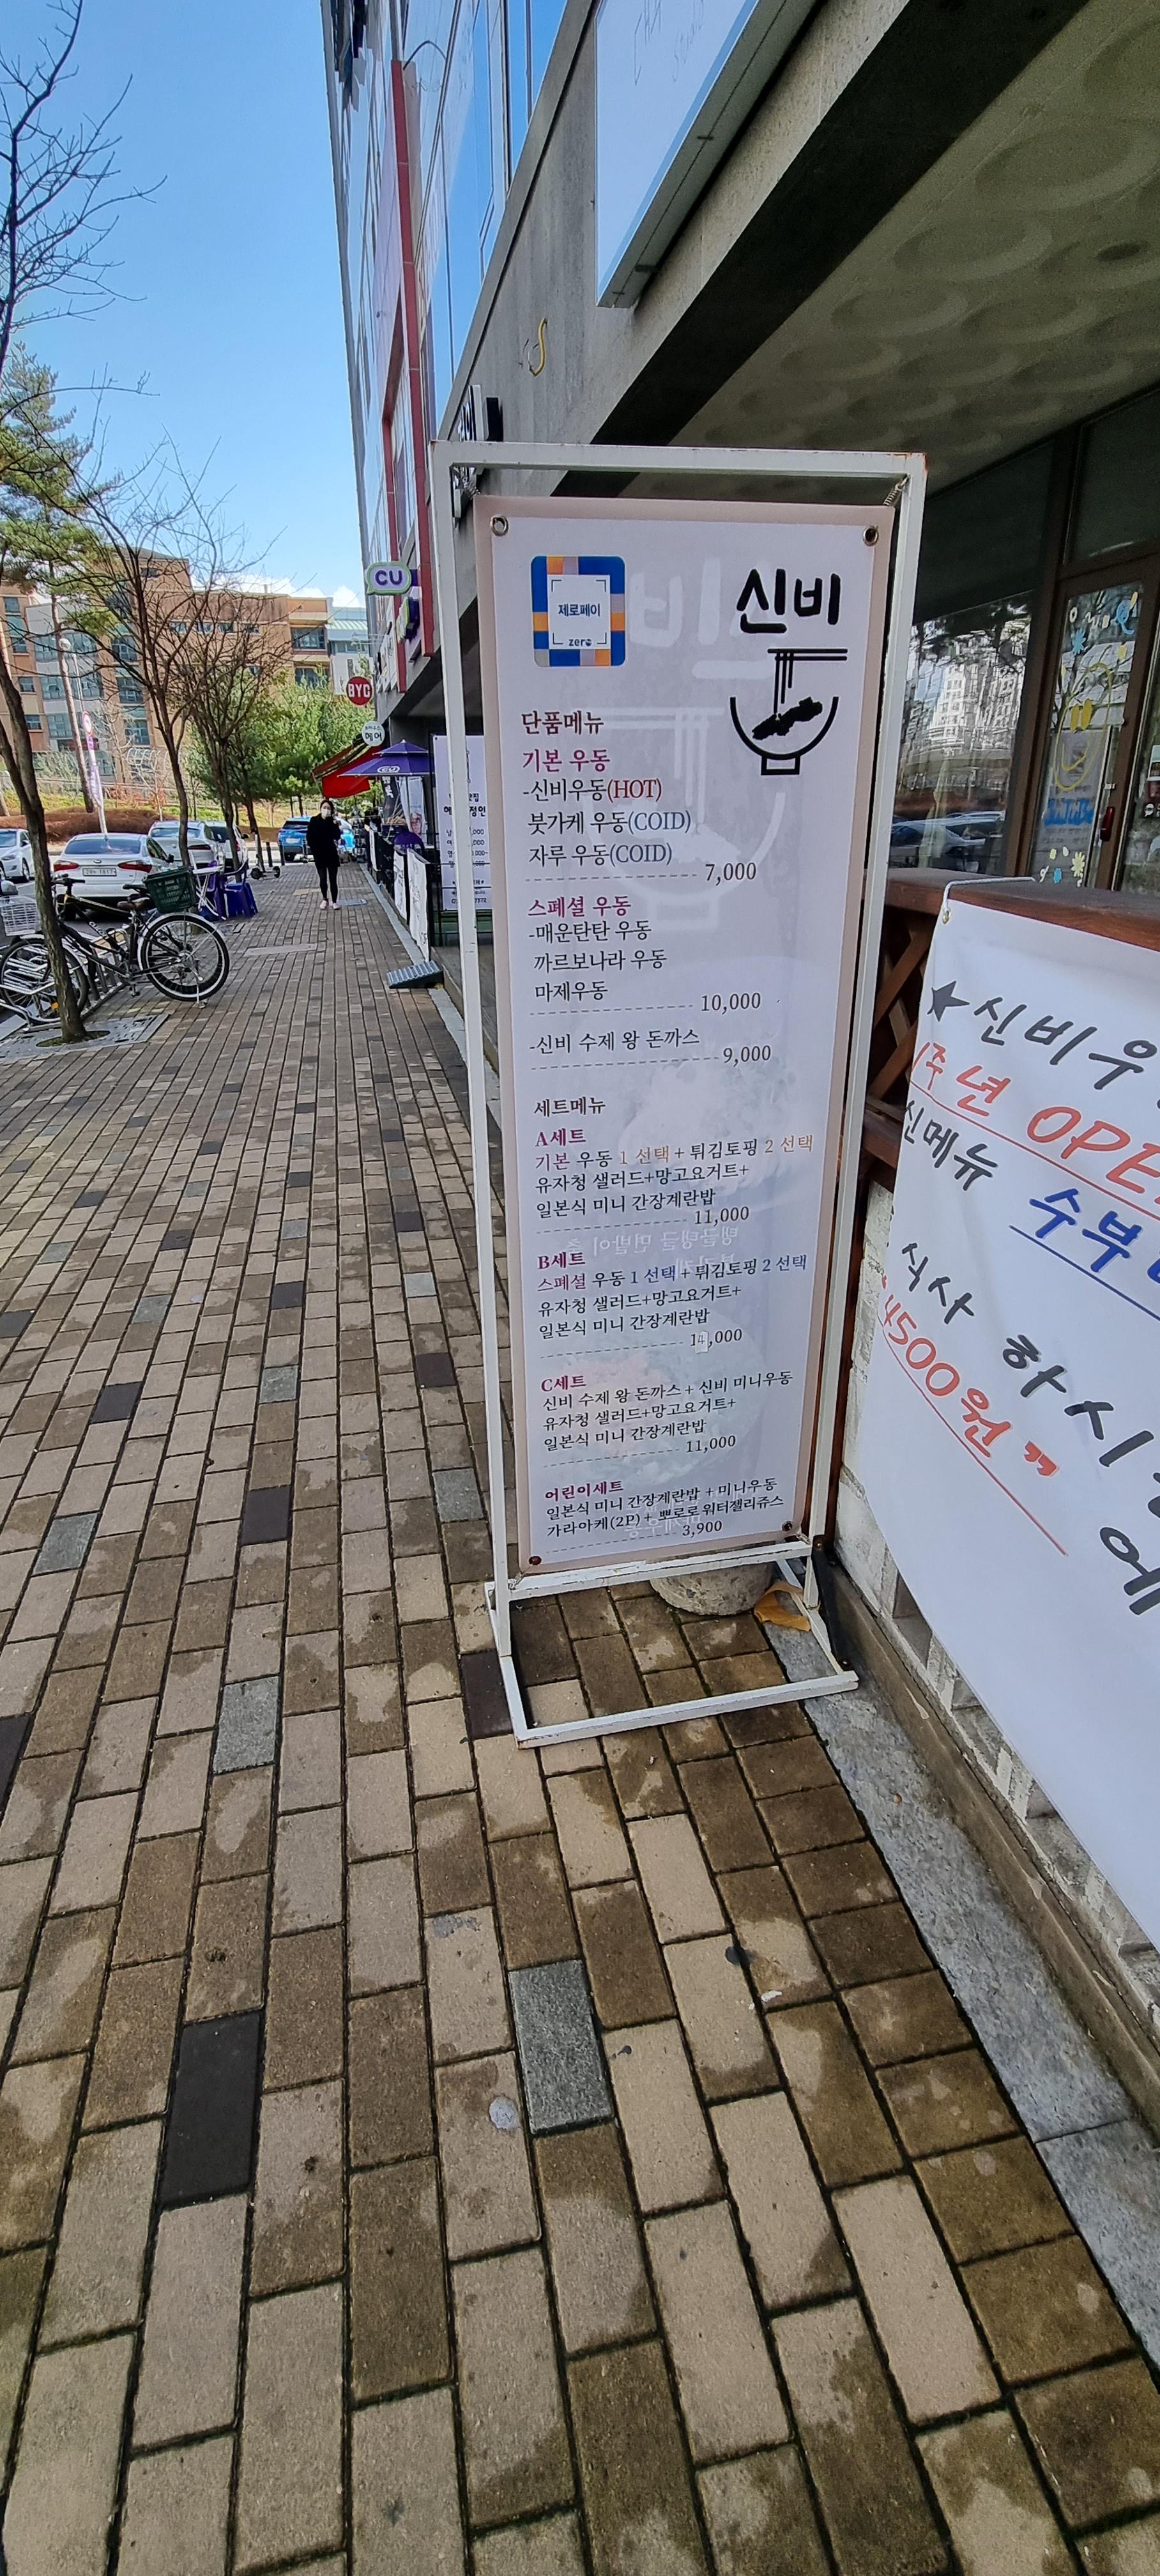 제로페이
zero
신비
단품메뉴
기본 우동
-신비우동(HOT)
붓가케 우동(COID)
자루 우동(COID)
7,000
스페셜 우동
-매운탄탄 우동
까르보나라 우동
마제우동
10,000
-신비 수제 왕 돈까스
9,000
세트메뉴
A세트
기본 우동 1 선택 + 튀김토핑 2 선택
유자청 샐러드+망고요거트+
일본식 미니 간장계란밥
11,000
B세트
스페셜 우동 1 선택 + 튀김토핑 2 선택
유자청 샐러드+망고요거트+
일본식 미니 간장계란밥
14,000
C세트
신비 수제 왕 돈까스 + 신비 미니우동
유자청 샐러드+망고요거트+
일본식 미니 간장계란밥
11,000
어린이세트
일본식 미니 간장계란밥 + 미니우동
가라아케(2P) + 뽀로로 워터젤리쥬스
3,900
★신비우
1주년 OPE
신메뉴 수부
식사 하시
4500원 "
에
CU
BYC
헤어